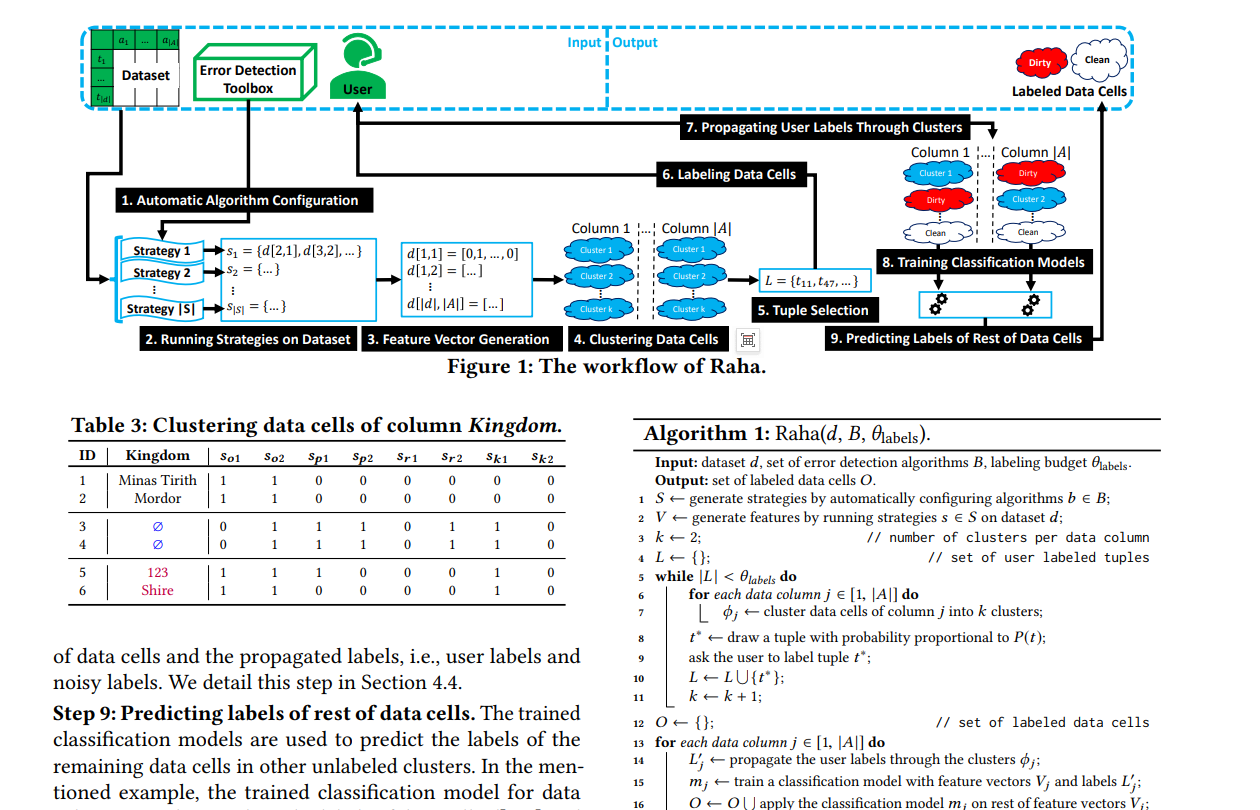 a₁ ... a|A|
t₁
...
t|d|
Dataset
Error Detection
Toolbox
User
Input Output
Dirty
Clean
Labeled Data Cells
7. Propagating User Labels Through Clusters
6. Labeling Data Cells
1. Automatic Algorithm Configuration
Strategy 1
Strategy 2
⋮
Strategy |S|
s₁ = {d[2,1], d[3,2], ...}
s₂ = {...}
⋮
s|S| = {...}
d[1,1] = [0,1, ..., 0]
d[1,2] = [...]
⋮
d[|d|, |A|] = [...]
Column 1 ... Column |A|
Cluster 1 Cluster 1
Cluster 2 Cluster 2
⋮ ⋮
Cluster k Cluster k
L = {t₁₁, t₄₇, ...}
5. Tuple Selection
Column 1 ... Column |A|
Cluster 1 Dirty
Dirty Cluster 2
⋮ ⋮
Clean Clean
8. Training Classification Models
2. Running Strategies on Dataset
3. Feature Vector Generation
4. Clustering Data Cells
9. Predicting Labels of Rest of Data Cells
Figure 1: The workflow of Raha.
Table 3: Clustering data cells of column Kingdom.
ID Kingdom sₒ₁ sₒ₂ sₚ₁ sₚ₂ sᵣ₁ sᵣ₂ sₖ₁ sₖ₂
1 Minas Tirith 1 1 0 0 0 0 0 0
2 Mordor 1 1 0 0 0 0 0 0
3 ∅ 0 1 1 1 0 1 1 0
4 ∅ 0 1 1 1 0 1 1 0
5 123 1 1 1 0 0 0 1 0
6 Shire 1 1 0 0 0 0 1 0
of data cells and the propagated labels, i.e., user labels and
noisy labels. We detail this step in Section 4.4.
Step 9: Predicting labels of rest of data cells. The trained
classification models are used to predict the labels of the
remaining data cells in other unlabeled clusters. In the men-
tioned example, the trained classification model for data
Algorithm 1: Raha(d, B, θlabels).
Input: dataset d, set of error detection algorithms B, labeling budget θlabels.
Output: set of labeled data cells O.
1 S ← generate strategies by automatically configuring algorithms b ∈ B;
2 V ← generate features by running strategies s ∈ S on dataset d;
3 k ← 2; // number of clusters per data column
4 L ← {}; // set of user labeled tuples
5 while |L| < θlabels do
6 for each data column j ∈ [1, |A|] do
7 ϕⱼ ← cluster data cells of column j into k clusters;
8 t* ← draw a tuple with probability proportional to P(t);
9 ask the user to label tuple t*;
10 L ← L ⋃{t*};
11 k ← k + 1;
12 O ← {}; // set of labeled data cells
13 for each data column j ∈ [1, |A|] do
14 L′ⱼ ← propagate the user labels through the clusters ϕⱼ;
15 mⱼ ← train a classification model with feature vectors Vⱼ and labels L′ⱼ;
16 O ← O ⋃ apply the classification model mⱼ on rest of feature vectors Vⱼ;